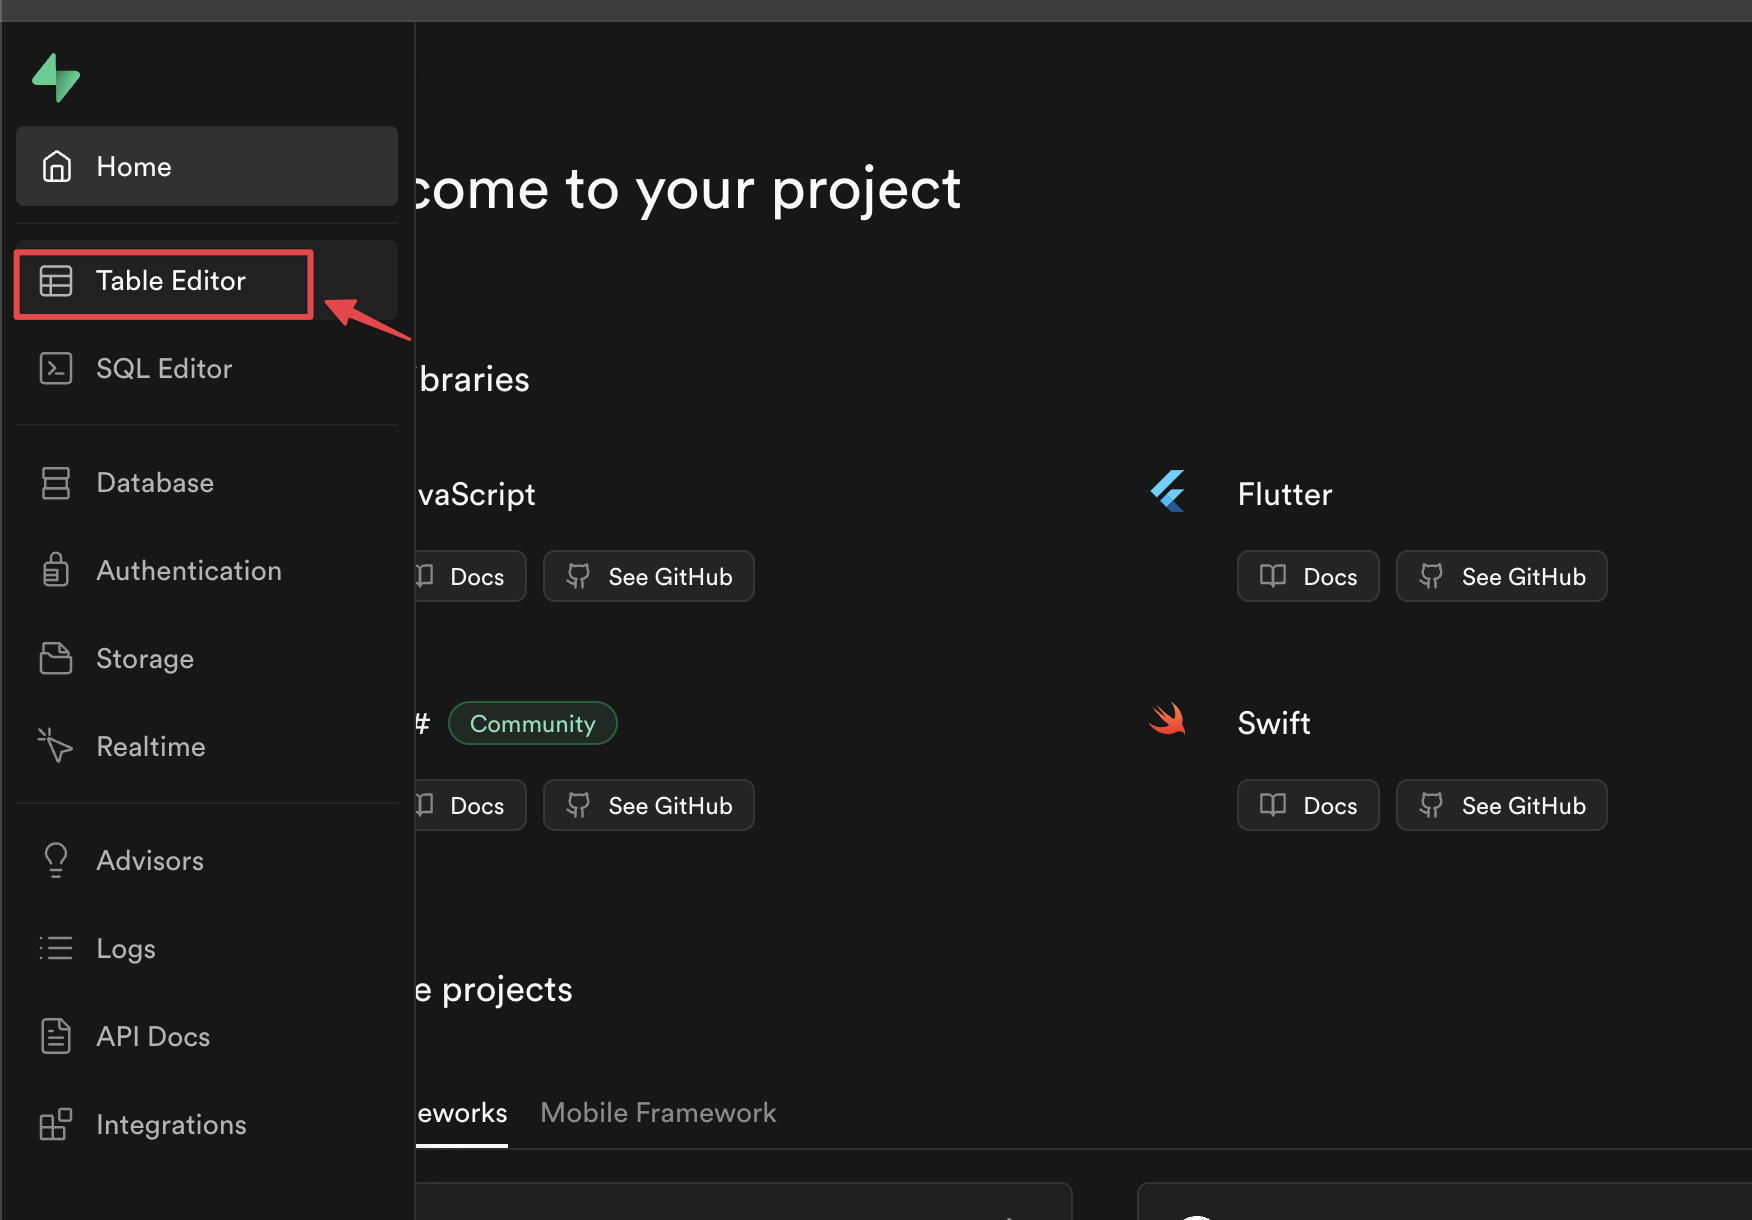 Home
Table Editor
SQL Editor
Database
Authentication
Storage
Realtime
Advisors
Logs
API Docs
Integrations
come to your project
braries
vaScript
Docs
See GitHub
Flutter
Docs
See GitHub
# Community
Docs
See GitHub
Swift
Docs
See GitHub
e projects
eworks
Mobile Framework